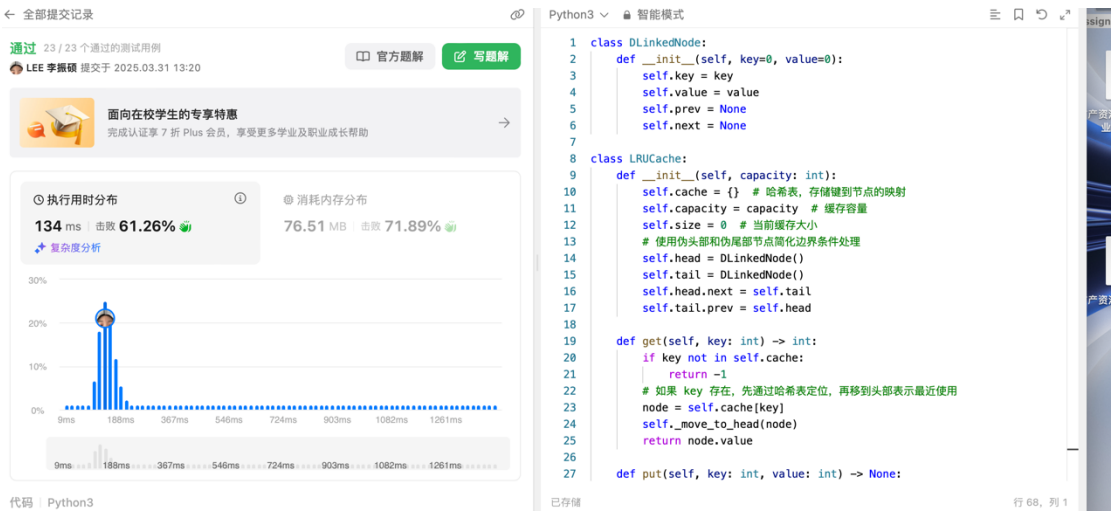 ← 全部提交记录
通过 23 / 23 个通过的测试用例
LEE 李振硕 提交于 2025.03.31 13:20
官方题解
写题解
面向在校学生的专享特惠
完成认证享 7 折 Plus 会员，享受更多学业及职业成长帮助
执行用时分布
134 ms 击败 61.26%
复杂度分析
消耗内存分布
76.51 MB 击败 71.89%
30%
20%
10%
0%
9ms 188ms 367ms 546ms 724ms 903ms 1082ms 1261ms
9ms 188ms 367ms 546ms 724ms 903ms 1082ms 1261ms
代码 Python3
Python3 智能模式
1 class DLinkedNode:
2 def __init__(self, key=0, value=0):
3 self.key = key
4 self.value = value
5 self.prev = None
6 self.next = None
7
8 class LRUCache:
9 def __init__(self, capacity: int):
10 self.cache = {} # 哈希表，存储键到节点的映射
11 self.capacity = capacity # 缓存容量
12 self.size = 0 # 当前缓存大小
13 # 使用伪头部和伪尾部节点简化边界条件处理
14 self.head = DLinkedNode()
15 self.tail = DLinkedNode()
16 self.head.next = self.tail
17 self.tail.prev = self.head
18
19 def get(self, key: int) -> int:
20 if key not in self.cache:
21 return -1
22 # 如果 key 存在，先通过哈希表定位，再移到头部表示最近使用
23 node = self.cache[key]
24 self._move_to_head(node)
25 return node.value
26
27 def put(self, key: int, value: int) -> None:
已存储
行 68，列 1
ssign
产资
业
产资